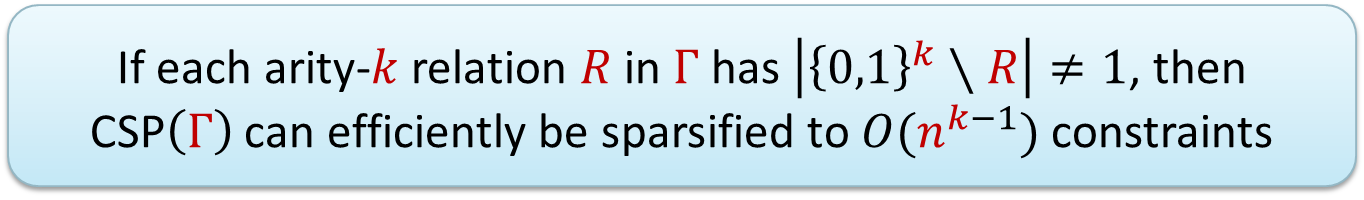 If each arity-k relation R in Γ has |{0,1}^k \ R| ≠ 1, then
CSP(Γ) can efficiently be sparsified to O(n^{k−1}) constraints